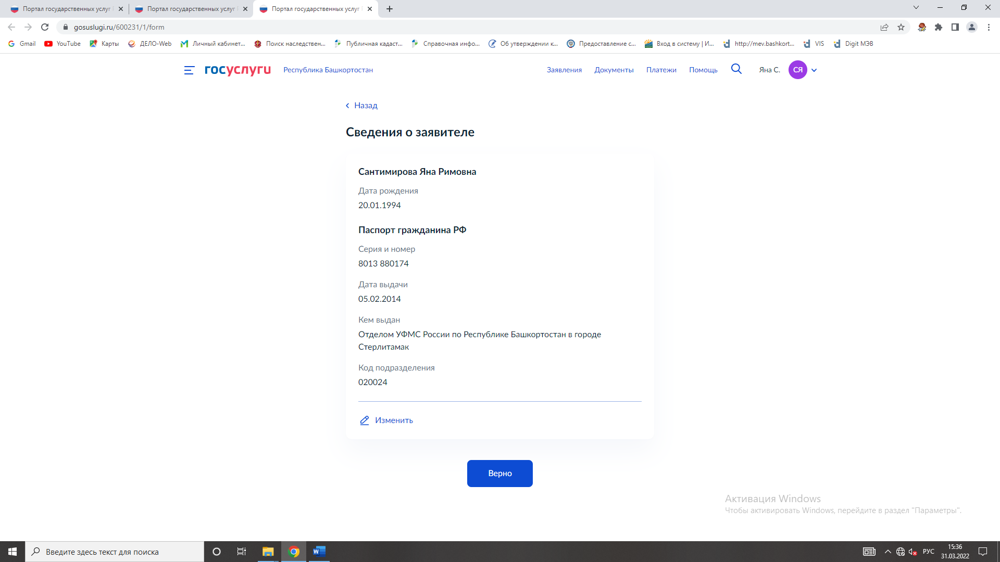 Портал государственных услуг
Портал государственных услуг
Портал государственных услуг
gosuslugi.ru/600231/1/form
Gmail YouTube Карты ДЕЛО-Web Личный кабинет... Поиск наследствен... Публичная кадаст... Справочная инфо... Об утверждении к... Предоставление с... Вход в систему | И... http://mev.bashkort... VIS Digit МЭВ
госуслуги Республика Башкортостан Заявления Документы Платежи Помощь Яна С. СЯ
Назад
Сведения о заявителе
Сантимирова Яна Римовна
Дата рождения
20.01.1994
Паспорт гражданина РФ
Серия и номер
8013 880174
Дата выдачи
05.02.2014
Кем выдан
Отделом УФМС России по Республике Башкортостан в городе
Стерлитамак
Код подразделения
020024
Изменить
Верно
Активация Windows
Чтобы активировать Windows, перейдите в раздел "Параметры".
Введите здесь текст для поиска
РУС
15:36
31.03.2022